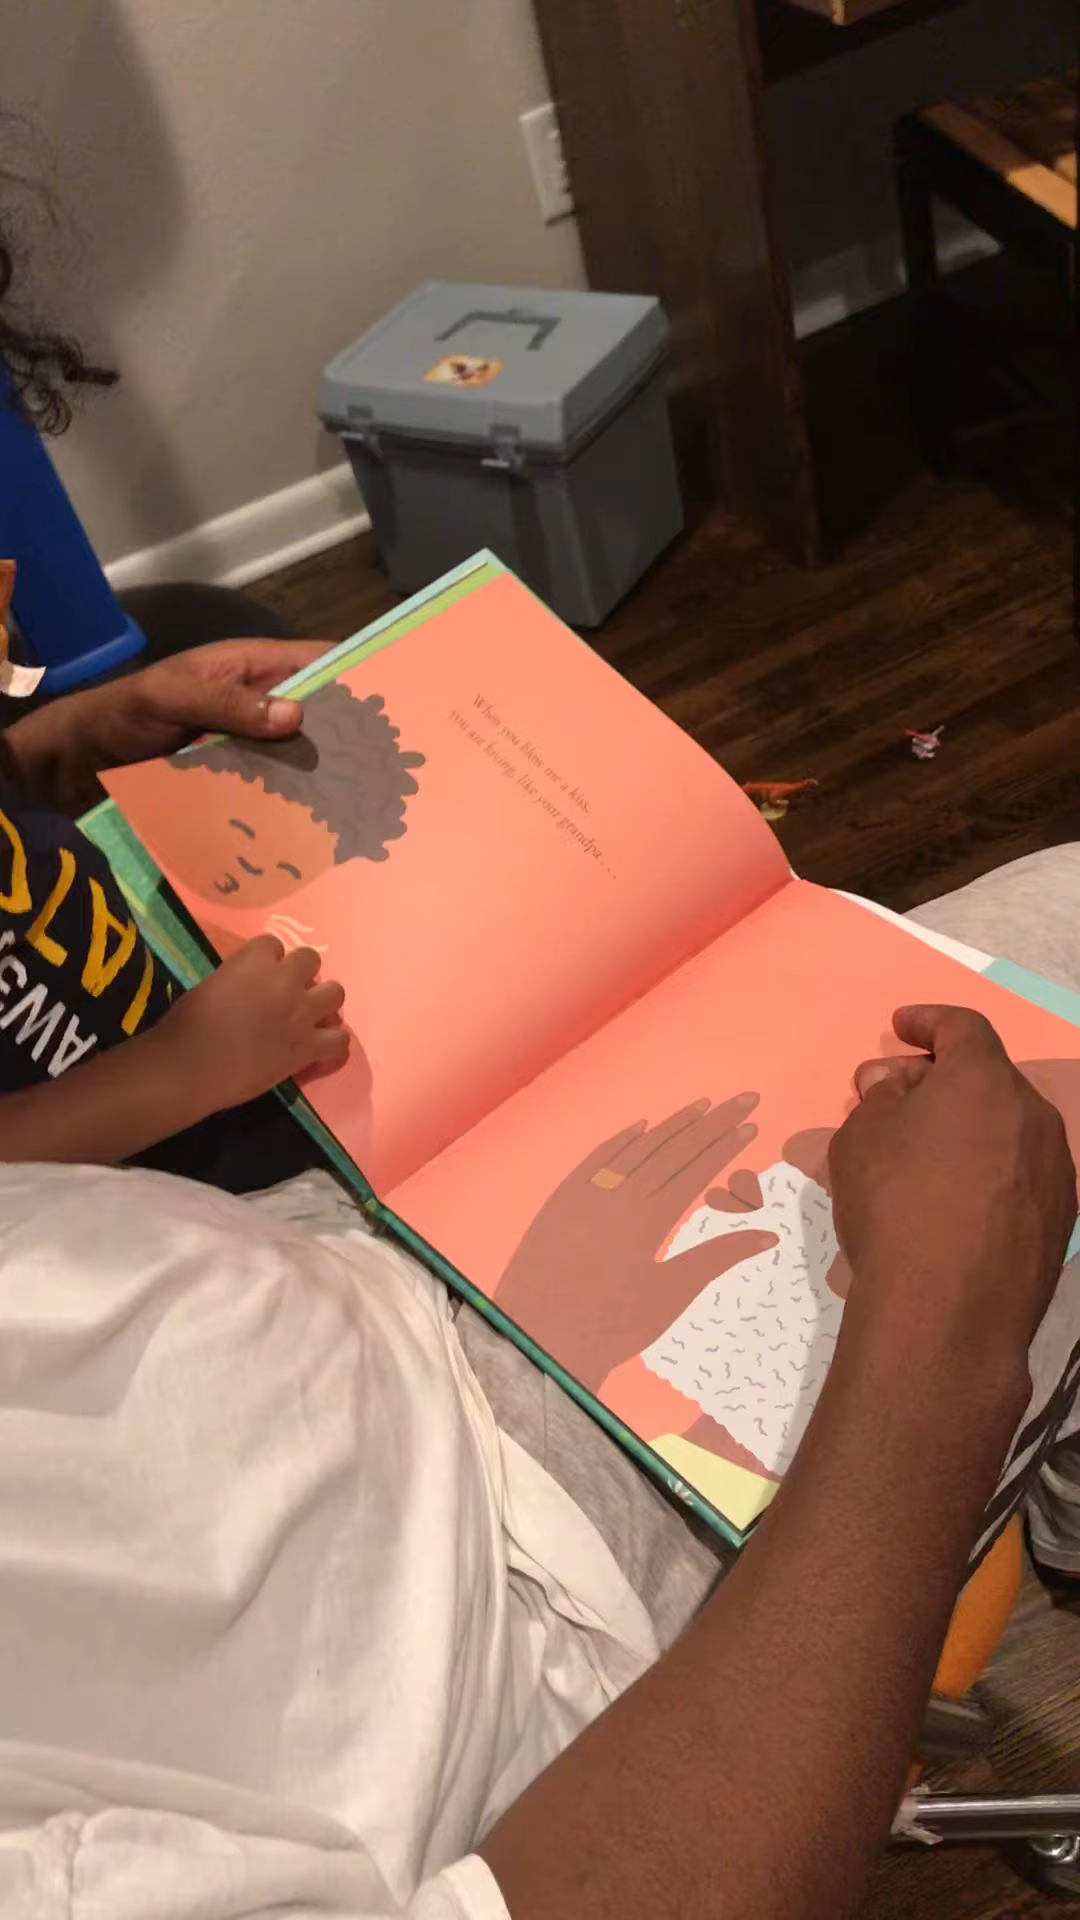 When you blow me a kiss,
you are loving, like your grandpa . . . .